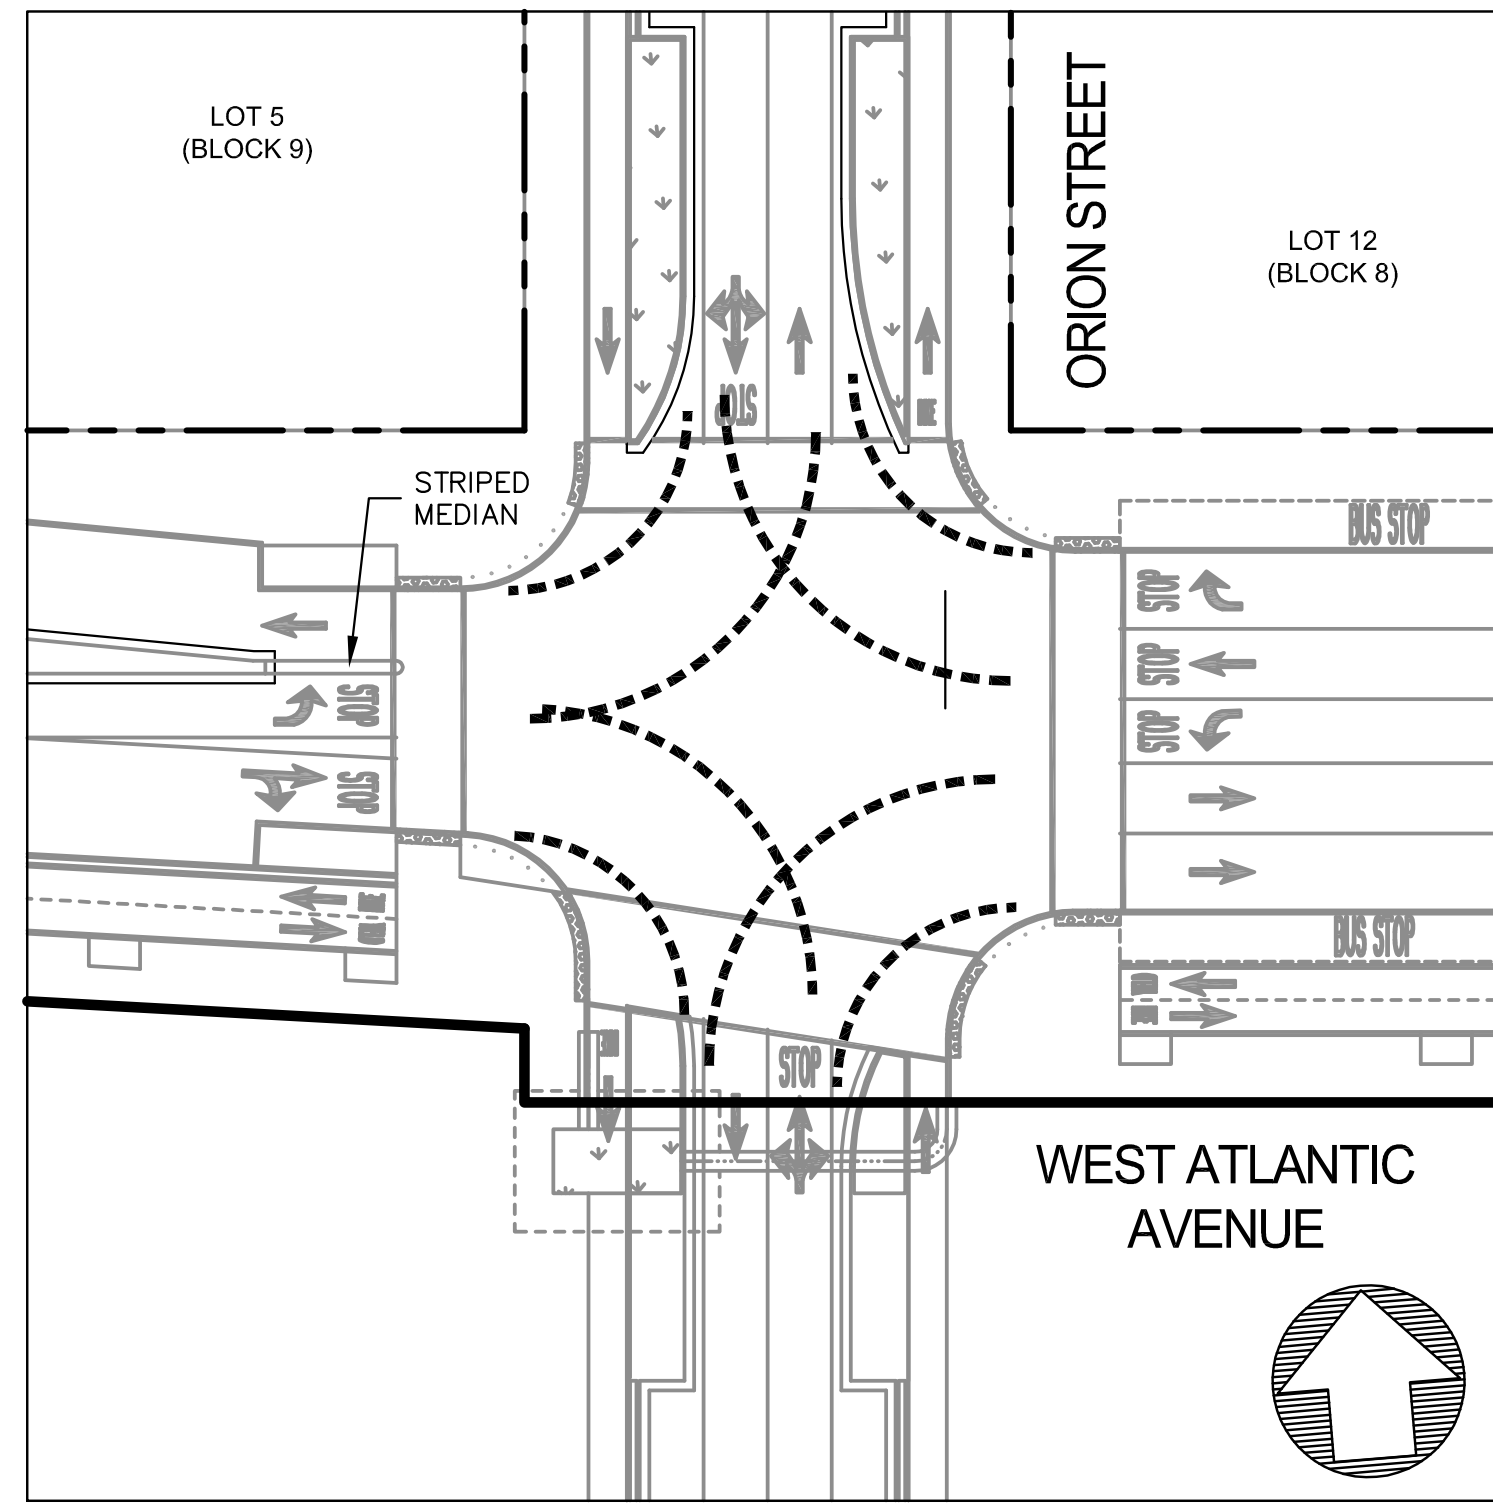 LOT 5
(BLOCK 9)
ORION STREET
LOT 12
(BLOCK 8)
STOP
STRIPED
MEDIAN
BUS STOP
STOP
STOP
STOP
STOP
STOP
BUS STOP
STOP
WEST ATLANTIC
AVENUE